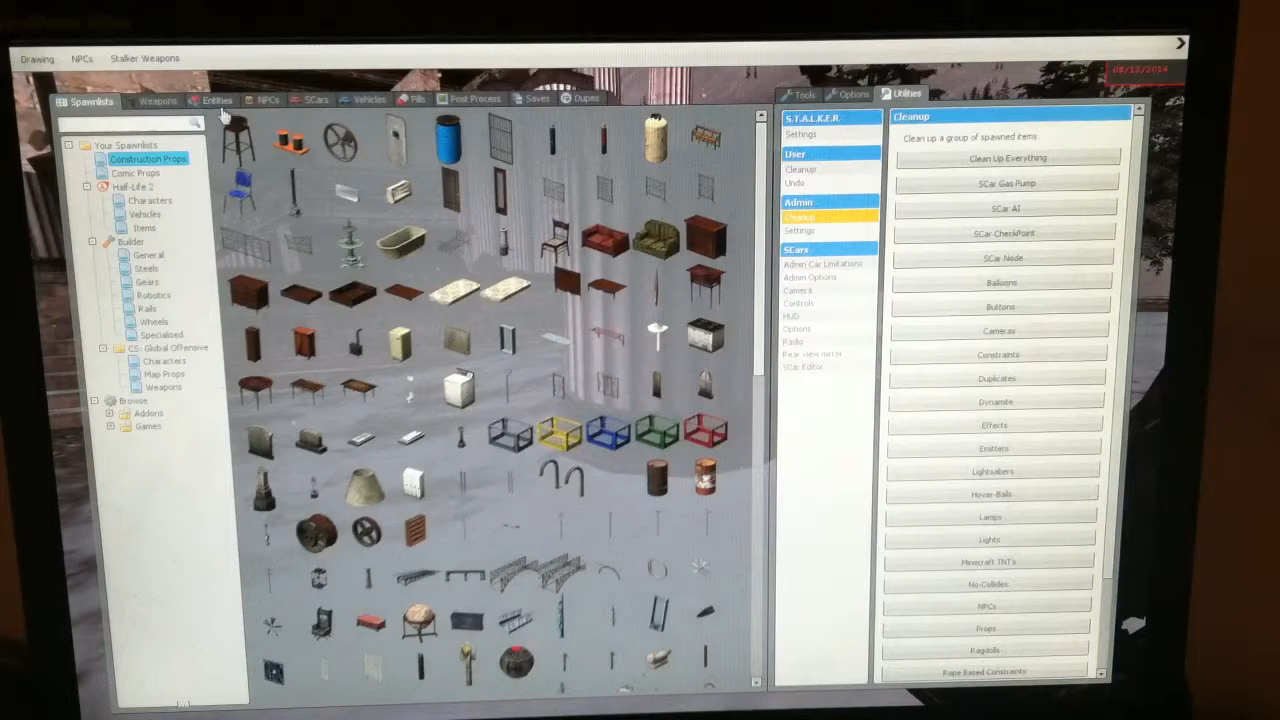 Drawing NPCs Stalker Weapons
05/13/2014
Spawnlists Weapons Entities NPCs SCars Vehicles Pills Post Process Saves Dupes
Your Spawnlists
Construction Props
Comic Props
Half-Life 2
Characters
Vehicles
Items
Builder
General
Steels
Gears
Robotics
Rails
Wheels
Specialized
CS: Global Offensive
Characters
Map Props
Weapons
Browse
Addons
Games
Tools Options Utilities
S.T.A.L.K.E.R.
Settings
User
Cleanup
Undo
Admin
Cleanup
Settings
SCars
Admin Car Limitations
Admin Options
Camera
Controls
HUD
Options
Radio
Rear view mirror
SCar Editor
Cleanup
Clean up a group of spawned items.
Clean Up Everything
SCar Gas Pump
SCar AI
SCar CheckPoint
SCar Node
Balloons
Buttons
Cameras
Constraints
Duplicates
Dynamite
Effects
Emitters
Lightsabers
Hover-Balls
Lamps
Lights
Minecraft TNT's
No-Collides
NPCs
Props
Ragdolls
Rope Based Constraints